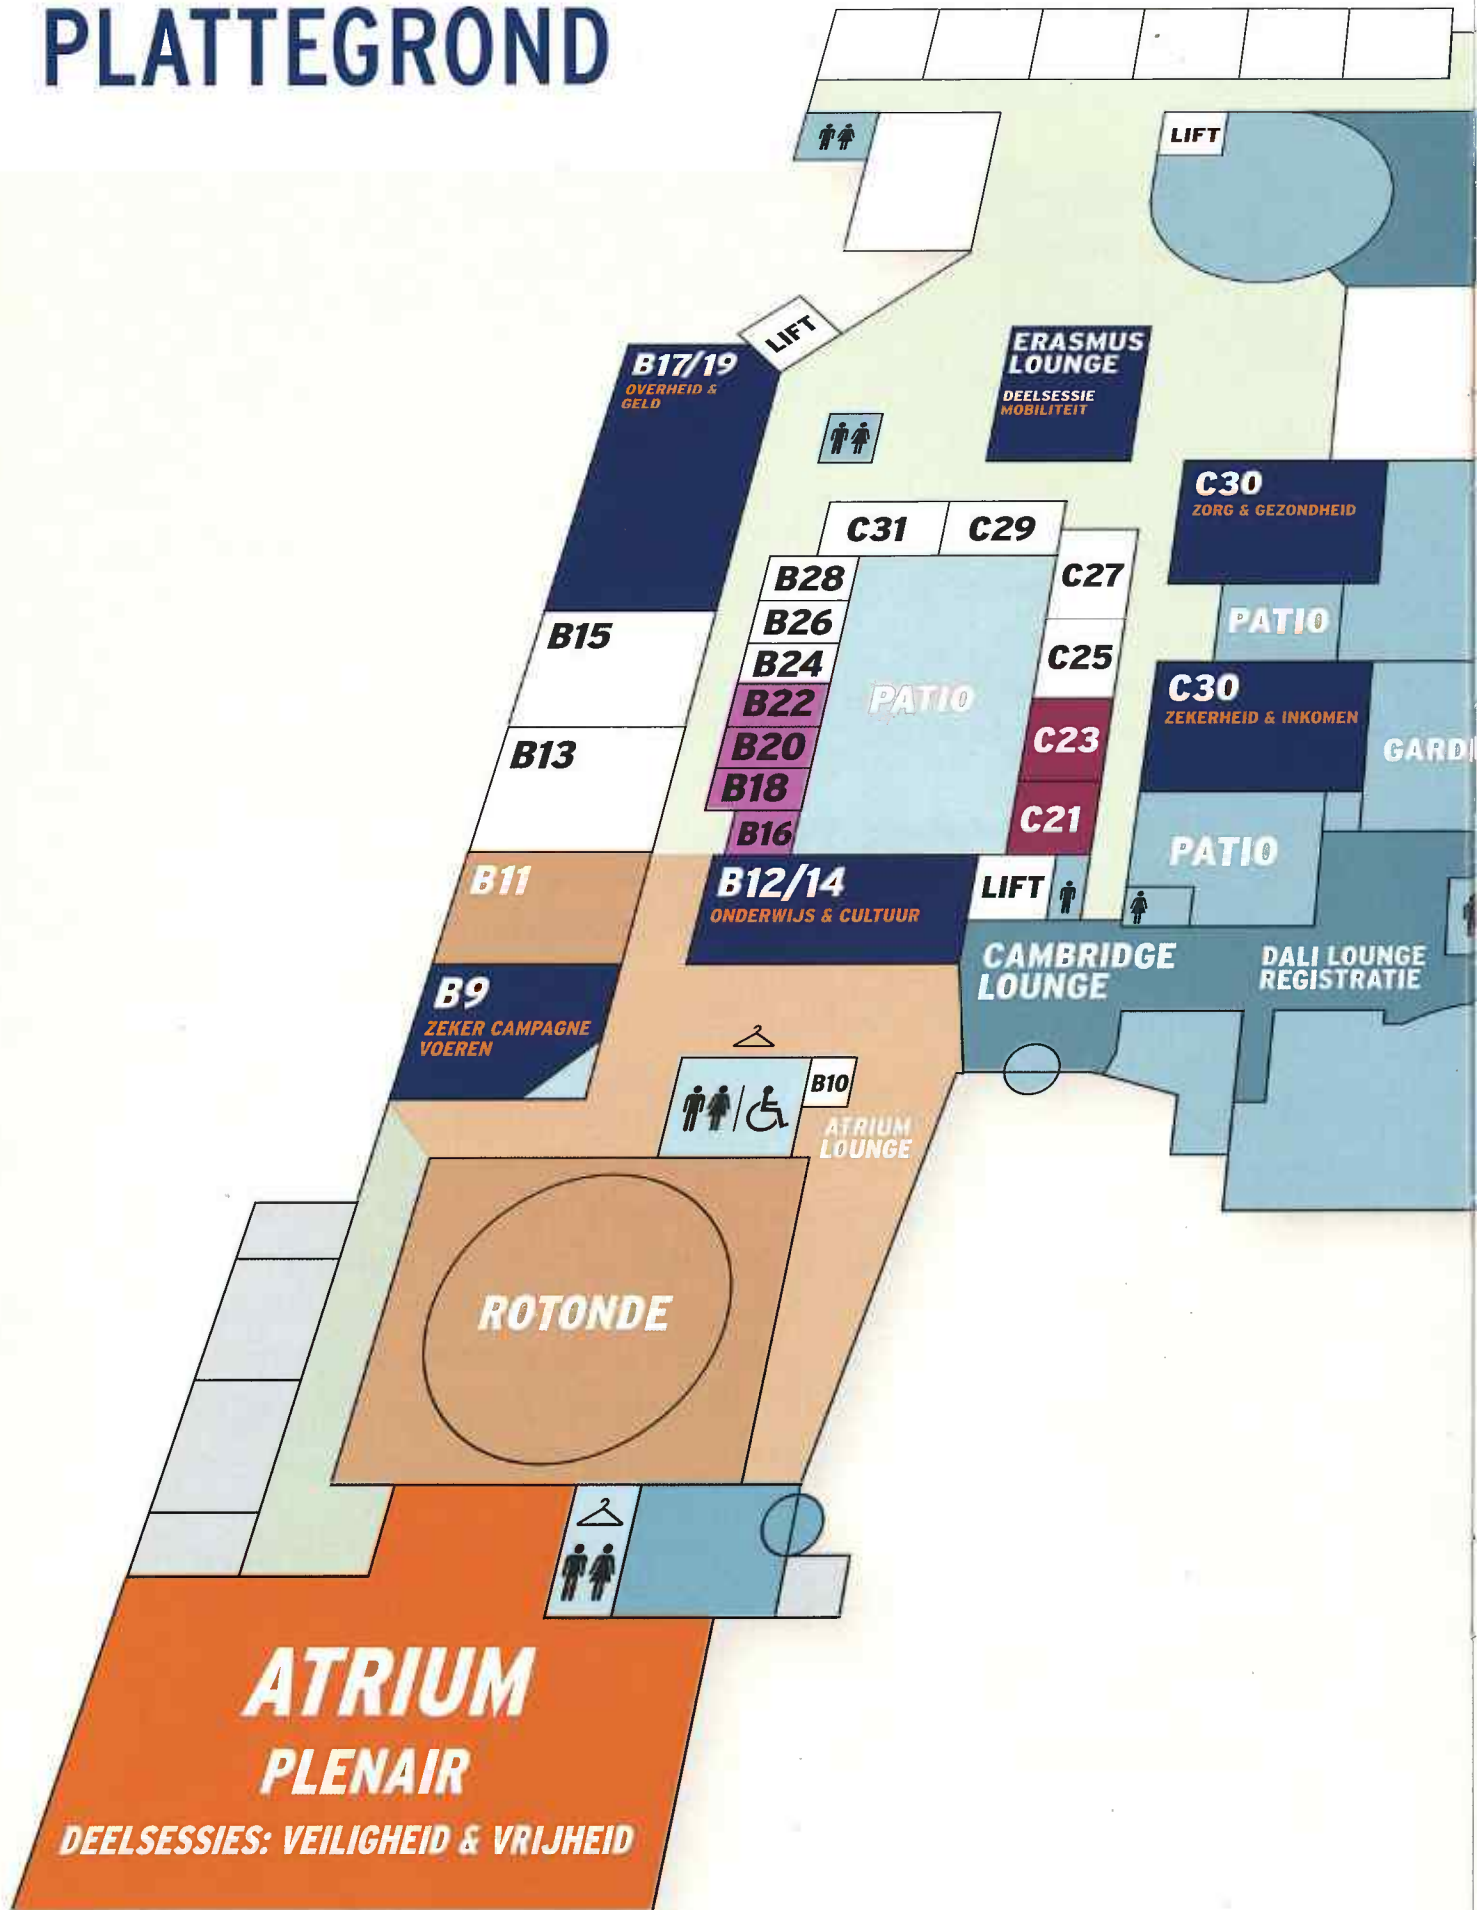 PLATTEGROND
LIFT
LIFT
B17/19
OVERHEID &
GELD
ERASMUS
LOUNGE
DEELSESSIE
MOBILITEIT
C30
ZORG & GEZONDHEID
C31
C29
C27
B28
B26
B24
B22
B20
B18
B16
B15
B13
PATIO
C25
C23
C21
PATIO
C30
ZEKERHEID & INKOMEN
PATIO
B11
B12/14
ONDERWIJS & CULTUUR
LIFT
CAMBRIDGE
LOUNGE
DALI LOUNGE
REGISTRATIE
B9
ZEKER CAMPAGNE
VOEREN
B10
ATRIUM
LOUNGE
ROTONDE
ATRIUM
PLENAIR
DEELSESSIES: VEILIGHEID & VRIJHEID